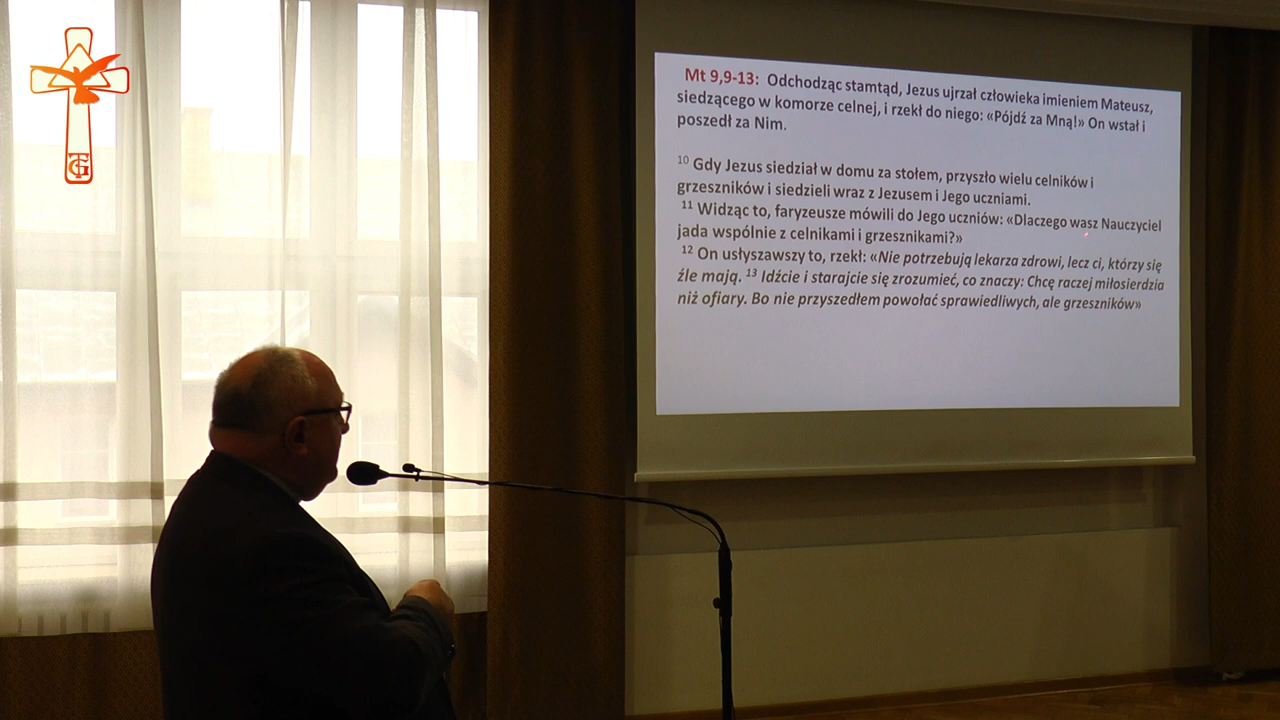 Mt 9,9-13: Odchodząc stamtąd, Jezus ujrzał człowieka imieniem Mateusz,
siedzącego w komorze celnej, i rzekł do niego: «Pójdź za Mną!» On wstał i
poszedł za Nim.
10 Gdy Jezus siedział w domu za stołem, przyszło wielu celników i
grzeszników i siedzieli wraz z Jezusem i Jego uczniami.
11 Widząc to, faryzeusze mówili do Jego uczniów: «Dlaczego wasz Nauczyciel
jada wspólnie z celnikami i grzesznikami?»
12 On usłyszawszy to, rzekł: «Nie potrzebują lekarza zdrowi, lecz ci, którzy się
źle mają. 13 Idźcie i starajcie się zrozumieć, co znaczy: Chcę raczej miłosierdzia
niż ofiary. Bo nie przyszedłem powołać sprawiedliwych, ale grzeszników»